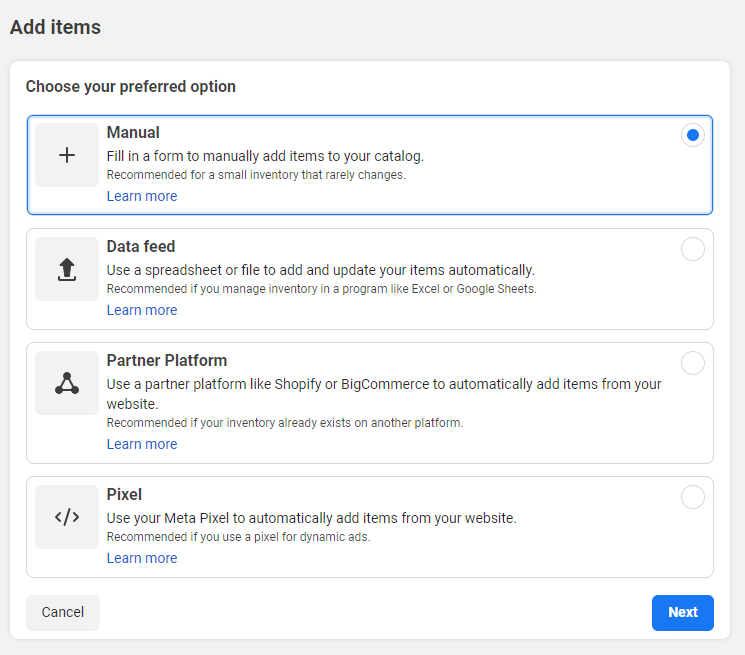 Add items
Choose your preferred option
Manual
Fill in a form to manually add items to your catalog.
Recommended for a small inventory that rarely changes.
Learn more
Data feed
Use a spreadsheet or file to add and update your items automatically.
Recommended if you manage inventory in a program like Excel or Google Sheets.
Learn more
Partner Platform
Use a partner platform like Shopify or BigCommerce to automatically add items from your
website.
Recommended if your inventory already exists on another platform.
Learn more
Pixel
Use your Meta Pixel to automatically add items from your website.
Recommended if you use a pixel for dynamic ads.
Learn more
Cancel
Next